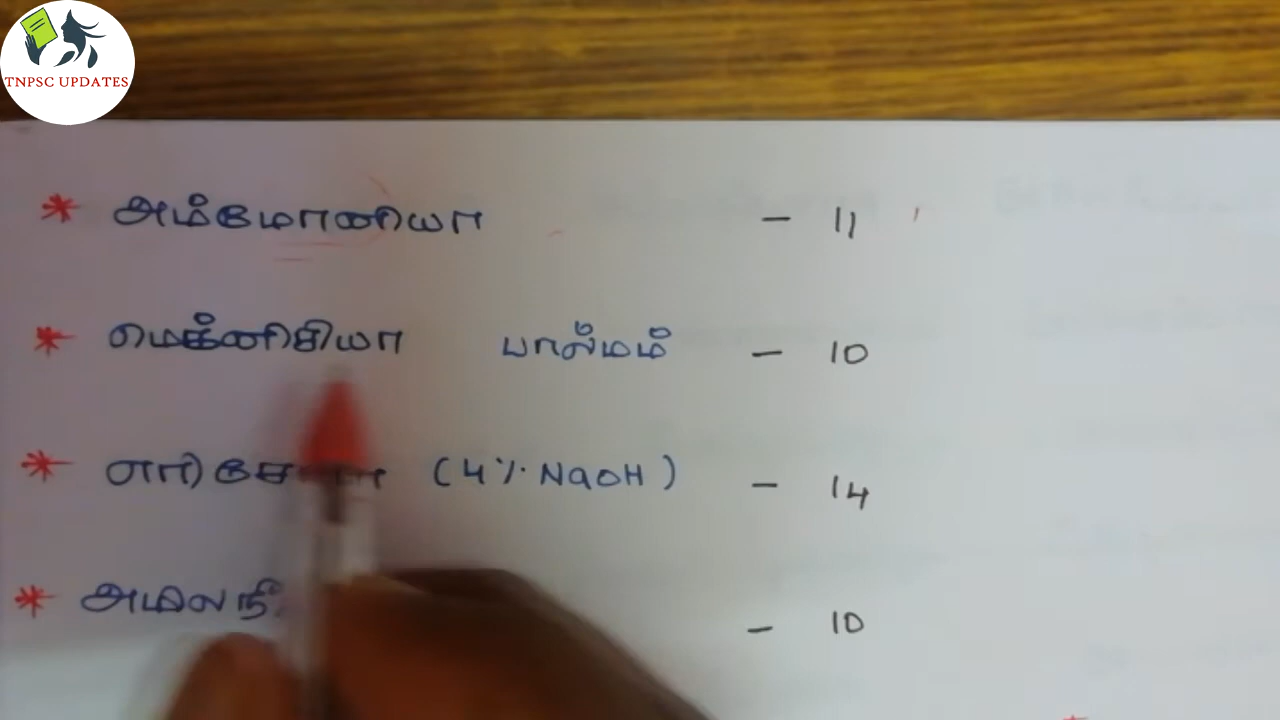 TNPSC UPDATES
* அம்மோனியா - 11
* மெக்னிசியா பால்மம் - 10
* (4% NaOH) - 14
* - 10